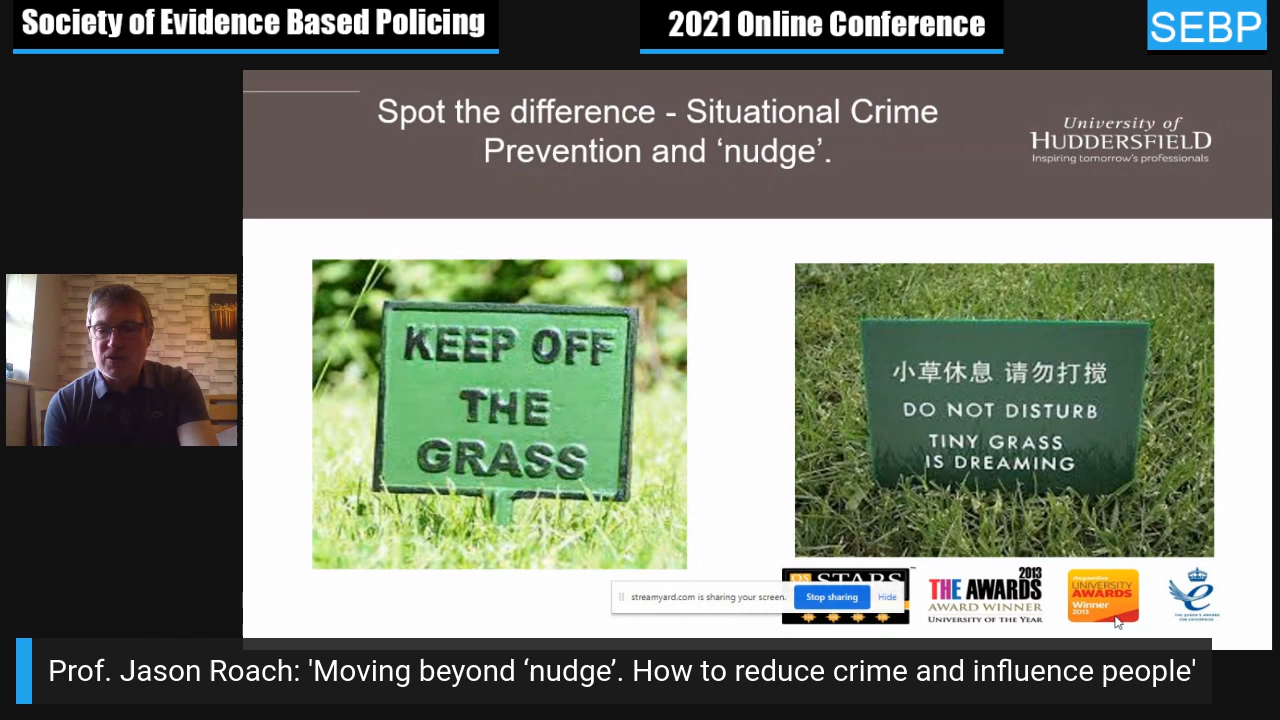 Society of Evidence Based Policing
2021 Online Conference
SEBP
Spot the difference - Situational Crime
Prevention and ‘nudge’.
University of
HUDDERSFIELD
Inspiring tomorrow's professionals
KEEP OFF
THE
GRASS
小草休息 请勿打搅
DO NOT DISTURB
TINY GRASS
IS DREAMING
streamyard.com is sharing your screen.
Stop sharing
Hide
STARS
2013
THE AWARDS
AWARD WINNER
UNIVERSITY OF THE YEAR
UNIVERSITY
AWARDS
Winner
2013
Prof. Jason Roach: 'Moving beyond ‘nudge’. How to reduce crime and influence people'